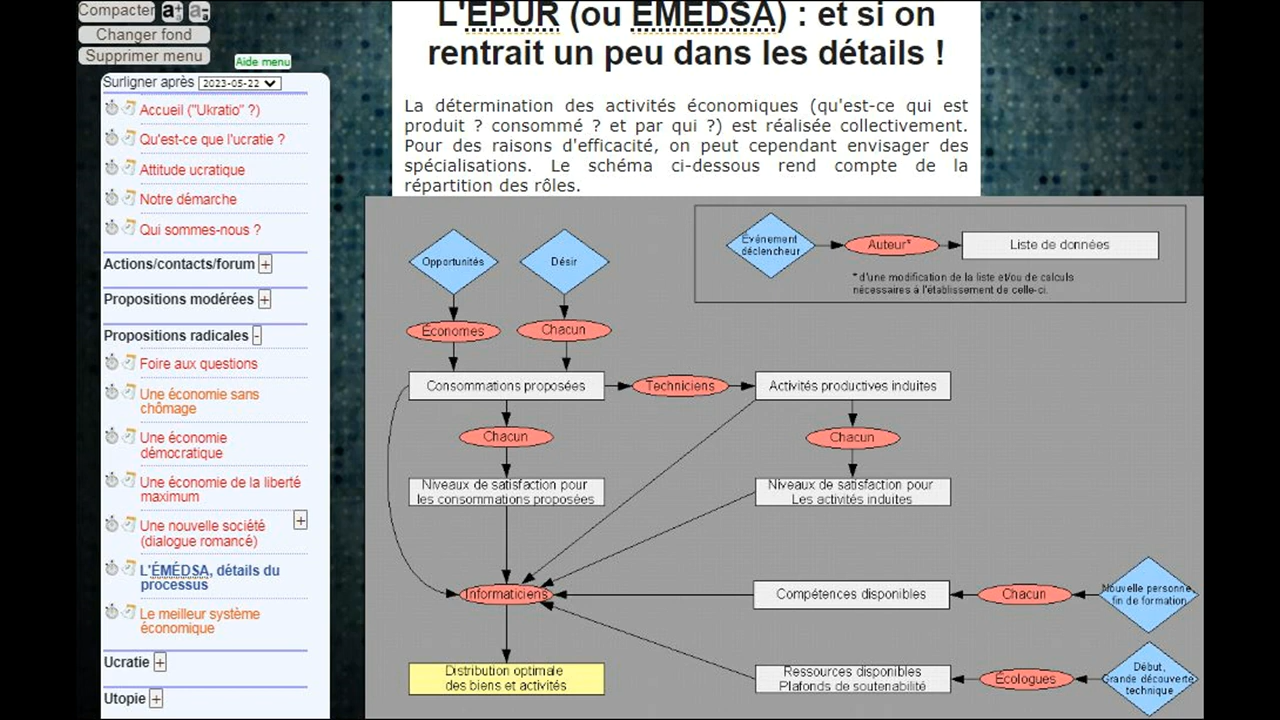 Compacter a+ a-
Changer fond
Supprimer menu
Aide menu
Surligner après 2023-05-22
Accueil ("Ukratio" ?)
Qu'est-ce que l'ucratie ?
Attitude ucratique
Notre démarche
Qui sommes-nous ?
Actions/contacts/forum +
Propositions modérées +
Propositions radicales -
Foire aux questions
Une économie sans
chômage
Une économie
démocratique
Une économie de la liberté
maximum
Une nouvelle société +
(dialogue romancé)
L'ÉMÉDSA, détails du
processus
Le meilleur système
économique
Ucratie +
Utopie +
L'EPUR (ou EMEDSA) : et si on
rentrait un peu dans les détails !
La détermination des activités économiques (qu'est-ce qui est
produit ? consommé ? et par qui ?) est réalisée collectivement.
Pour des raisons d'efficacité, on peut cependant envisager des
spécialisations. Le schéma ci-dessous rend compte de la
répartition des rôles.
Événement
déclencheur
Auteur*
Liste de données
* d'une modification de la liste et/ou de calculs
nécessaires à l'établissement de celle-ci.
Opportunités
Désir
Économes
Chacun
Consommations proposées
Techniciens
Activités productives induites
Chacun
Chacun
Niveaux de satisfaction pour
les consommations proposées
Niveaux de satisfaction pour
Les activités induites
Informaticiens
Compétences disponibles
Chacun
Nouvelle personne
fin de formation
Distribution optimale
des biens et activités
Ressources disponibles
Plafonds de soutenabilité
Écologues
Début,
Grande découverte
technique